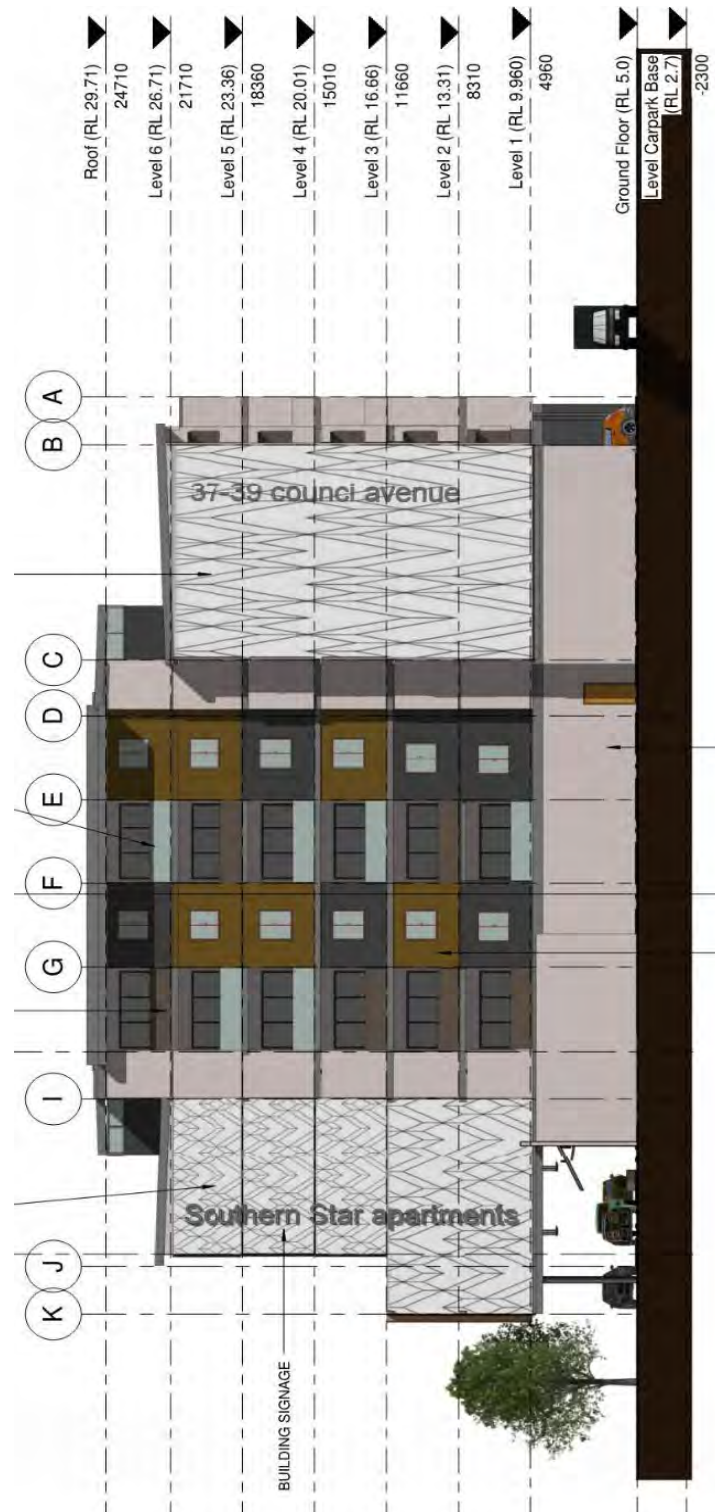 Roof (RL 29.71)
24710
Level 6 (RL 26.71)
21710
Level 5 (RL 23.36)
18360
Level 4 (RL 20.01)
15010
Level 3 (RL 16.66)
11660
Level 2 (RL 13.31)
8310
Level 1 (RL 9.960)
4960
Ground Floor (RL 5.0)
Level Carpark Base
(RL 2.7)
-2300
K
J
I
G
F
E
D
C
B
A
37-39 counci avenue
Southern Star apartments
BUILDING SIGNAGE